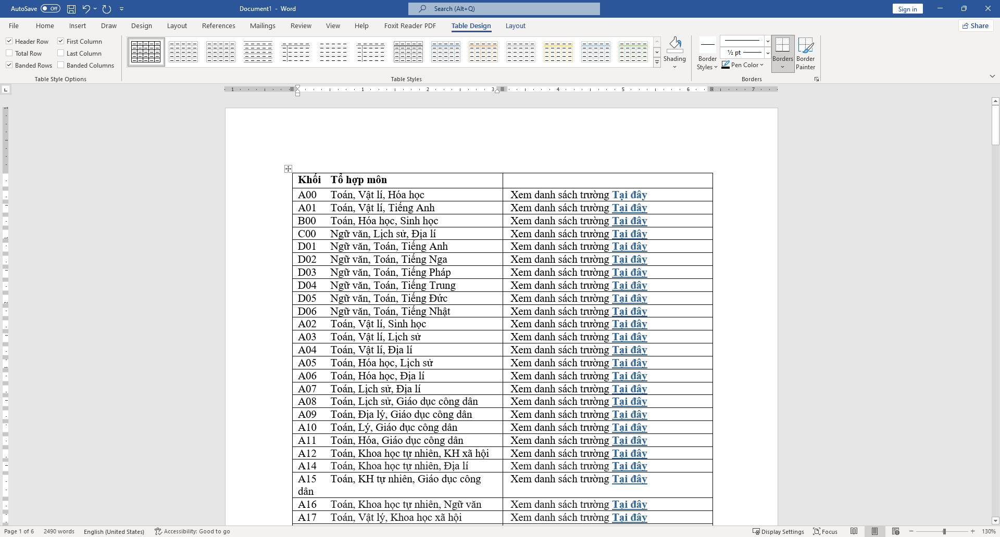 AutoSave Off Document1 - Word Search (Alt+Q) Sign in
File Home Insert Draw Design Layout References Mailings Review View Help Foxit Reader PDF Table Design Layout Share
Header Row First Column
Total Row Last Column
Banded Rows Banded Columns
Table Style Options
Table Styles
Shading
Border Styles
½ pt
Pen Color
Borders
Border Painter
Borders
1 1 2 3 4 5 6 7
Khối Tổ hợp môn
A00 Toán, Vật lí, Hóa học Xem danh sách trường Tại đây
A01 Toán, Vật lí, Tiếng Anh Xem danh sách trường Tại đây
B00 Toán, Hóa học, Sinh học Xem danh sách trường Tại đây
C00 Ngữ văn, Lịch sử, Địa lí Xem danh sách trường Tại đây
D01 Ngữ văn, Toán, Tiếng Anh Xem danh sách trường Tại đây
D02 Ngữ văn, Toán, Tiếng Nga Xem danh sách trường Tại đây
D03 Ngữ văn, Toán, Tiếng Pháp Xem danh sách trường Tại đây
D04 Ngữ văn, Toán, Tiếng Trung Xem danh sách trường Tại đây
D05 Ngữ văn, Toán, Tiếng Đức Xem danh sách trường Tại đây
D06 Ngữ văn, Toán, Tiếng Nhật Xem danh sách trường Tại đây
A02 Toán, Vật lí, Sinh học Xem danh sách trường Tại đây
A03 Toán, Vật lí, Lịch sử Xem danh sách trường Tại đây
A04 Toán, Vật lí, Địa lí Xem danh sách trường Tại đây
A05 Toán, Hóa học, Lịch sử Xem danh sách trường Tại đây
A06 Toán, Hóa học, Địa lí Xem danh sách trường Tại đây
A07 Toán, Lịch sử, Địa lí Xem danh sách trường Tại đây
A08 Toán, Lịch sử, Giáo dục công dân Xem danh sách trường Tại đây
A09 Toán, Địa lý, Giáo dục công dân Xem danh sách trường Tại đây
A10 Toán, Lý, Giáo dục công dân Xem danh sách trường Tại đây
A11 Toán, Hóa, Giáo dục công dân Xem danh sách trường Tại đây
A12 Toán, Khoa học tự nhiên, KH xã hội Xem danh sách trường Tại đây
A14 Toán, Khoa học tự nhiên, Địa lí Xem danh sách trường Tại đây
A15 Toán, KH tự nhiên, Giáo dục công Xem danh sách trường Tại đây
dân
A16 Toán, Khoa học tự nhiên, Ngữ văn Xem danh sách trường Tại đây
A17 Toán, Vật lý, Khoa học xã hội Xem danh sách trường Tại đây
Page 1 of 6 2490 words English (United States) Accessibility: Good to go Display Settings Focus 130%